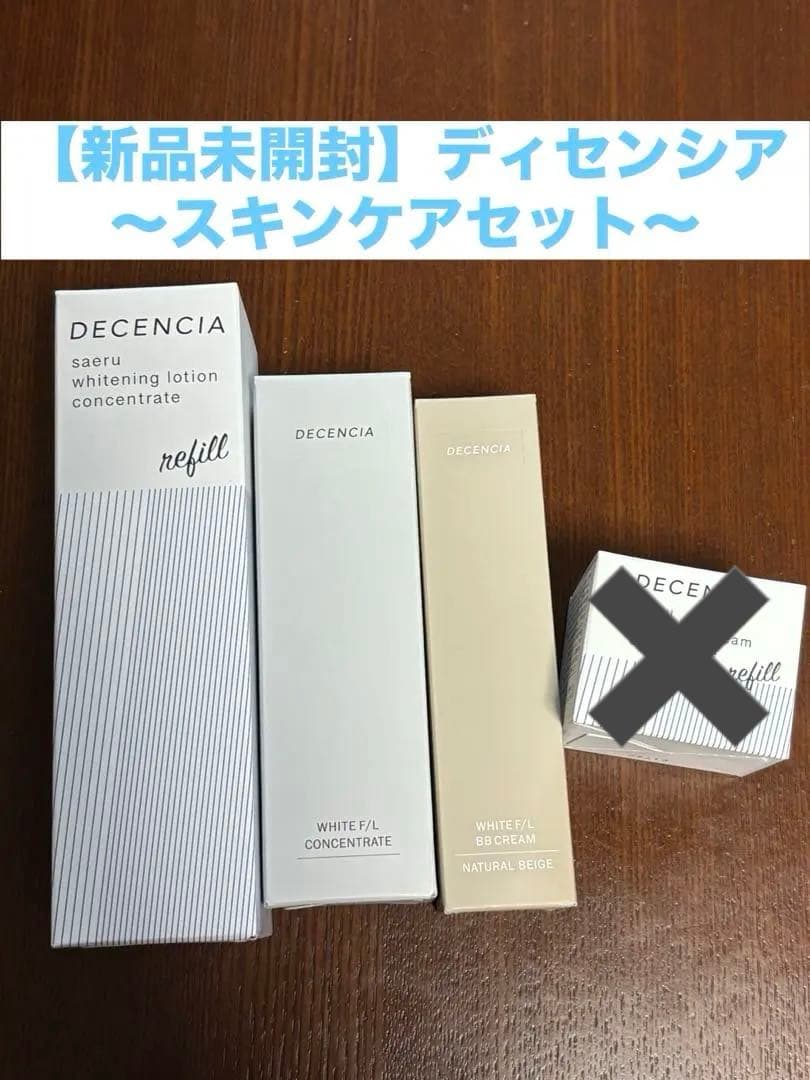 【新品未開封】ディセンシア
～スキンケアセット～
DECENCIA
saeru
whitening lotion
concentrate
refill
DECENCIA
WHITE F/L
CONCENTRATE
DECENCIA
WHITE F/L
BB CREAM
NATURAL BEIGE
refill